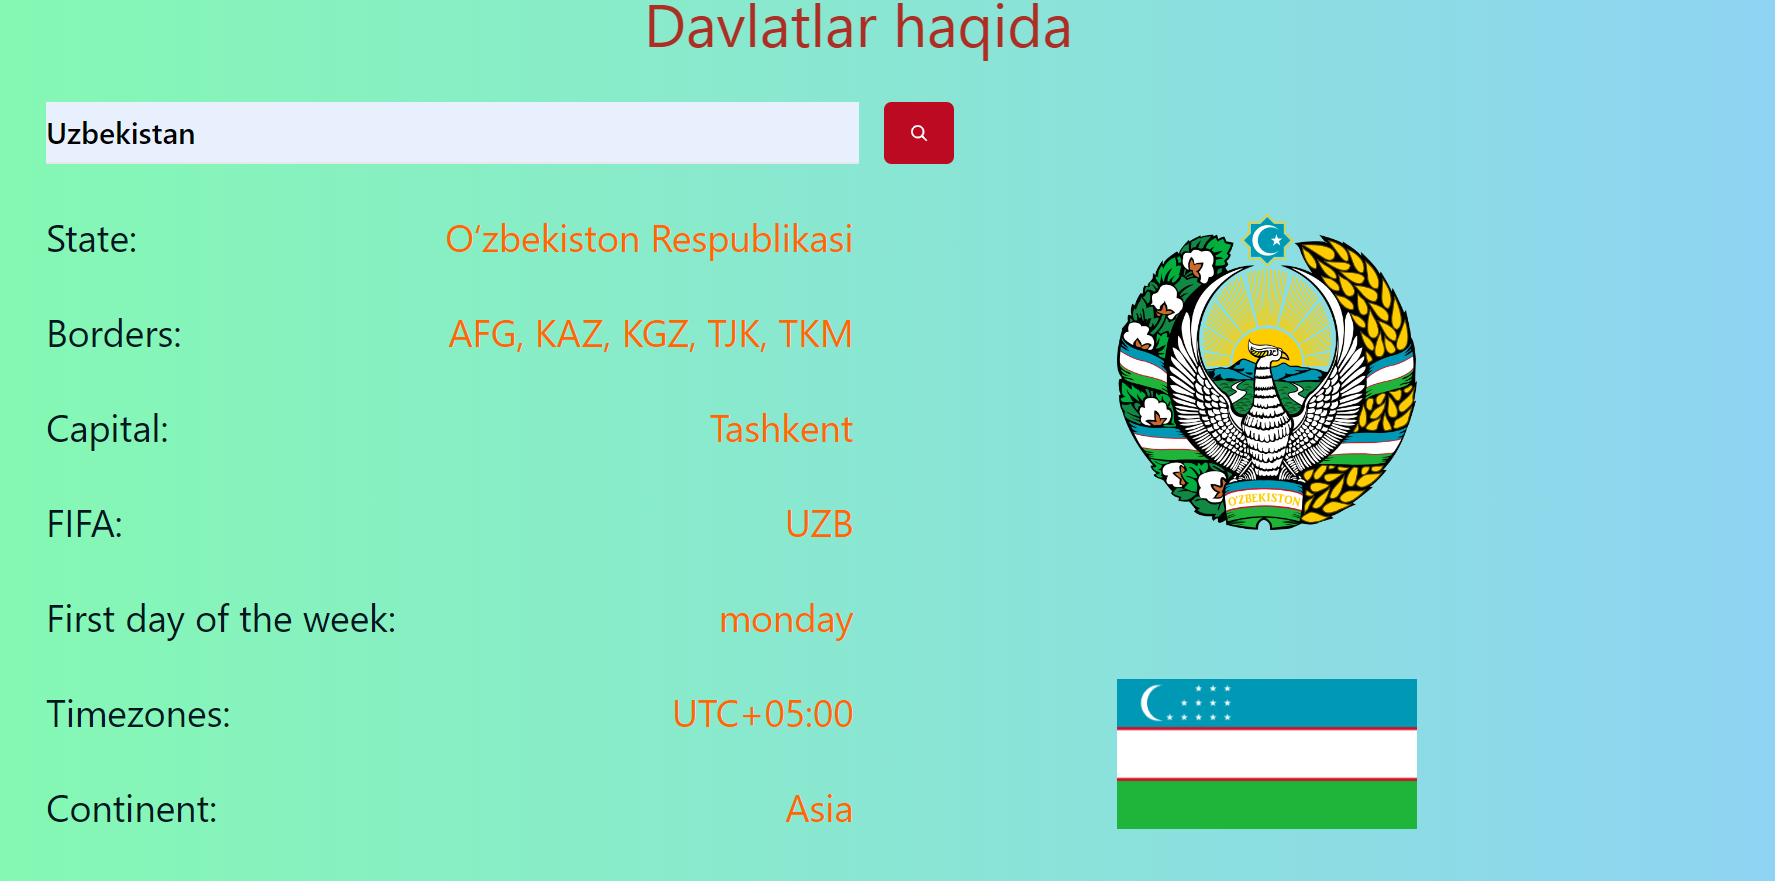 Davlatlar haqida
Uzbekistan
State: Oʻzbekiston Respublikasi
Borders: AFG, KAZ, KGZ, TJK, TKM
Capital: Tashkent
FIFA: UZB
First day of the week: monday
Timezones: UTC+05:00
Continent: Asia
O'ZBEKISTON